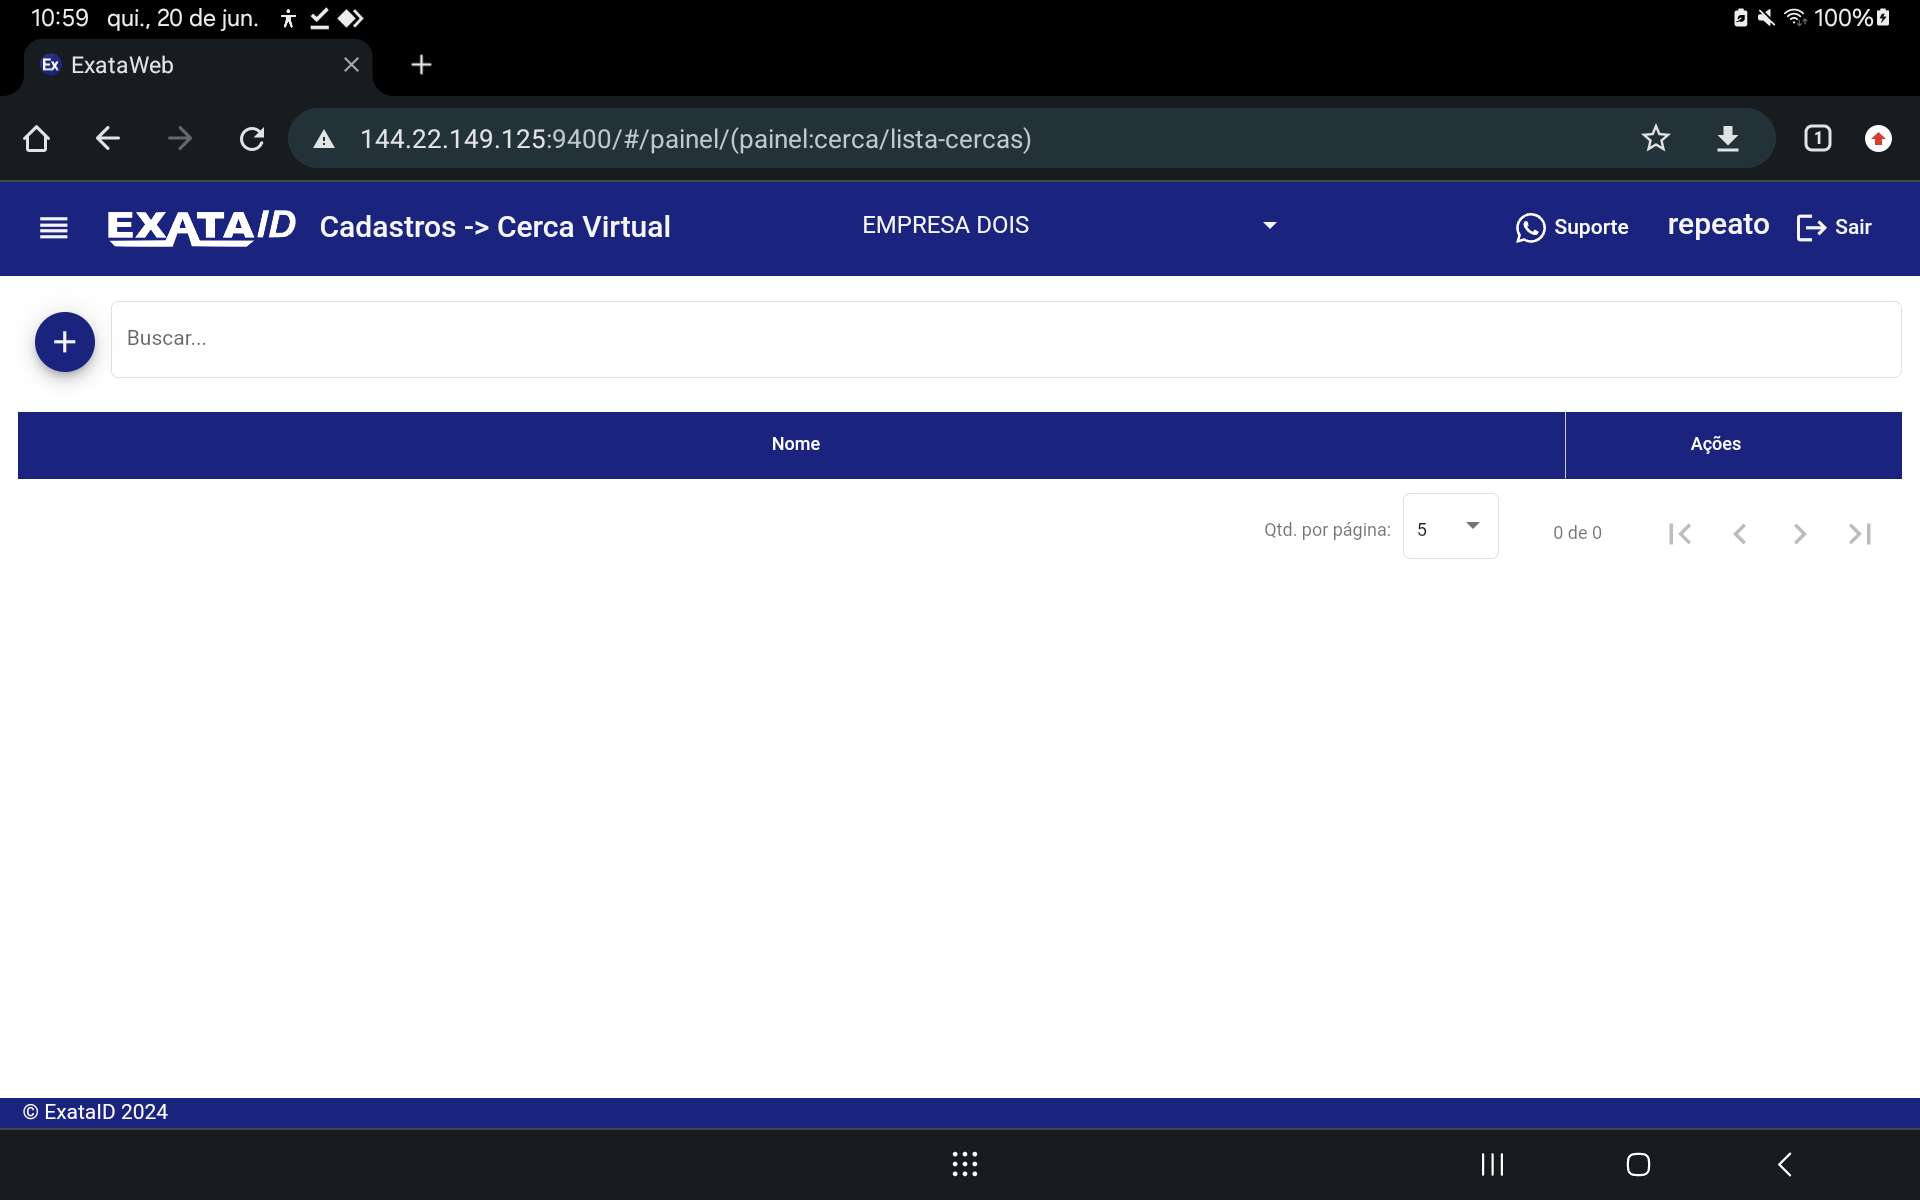 10:59 qui., 20 de jun. 100%
Ex ExataWeb
144.22.149.125:9400/#/painel/(painel:cerca/lista-cercas) 1
EXATAID Cadastros -> Cerca Virtual EMPRESA DOIS Suporte repeato Sair
Buscar...
Nome Ações
Qtd. por página: 5 0 de 0
© ExataID 2024